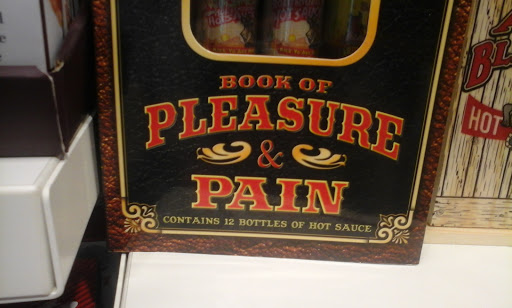 BOOK OF
PLEASURE
&
PAIN
CONTAINS 12 BOTTLES OF HOT SAUCE
HOT